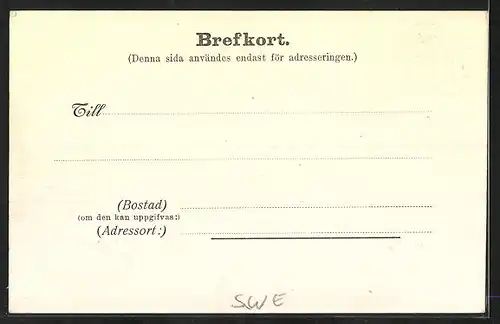 Brefkort.
(Denna sida användes endast för adresseringen.)
Till
(Bostad)
(om den kan uppgifvas:)
(Adressort:)
SWE